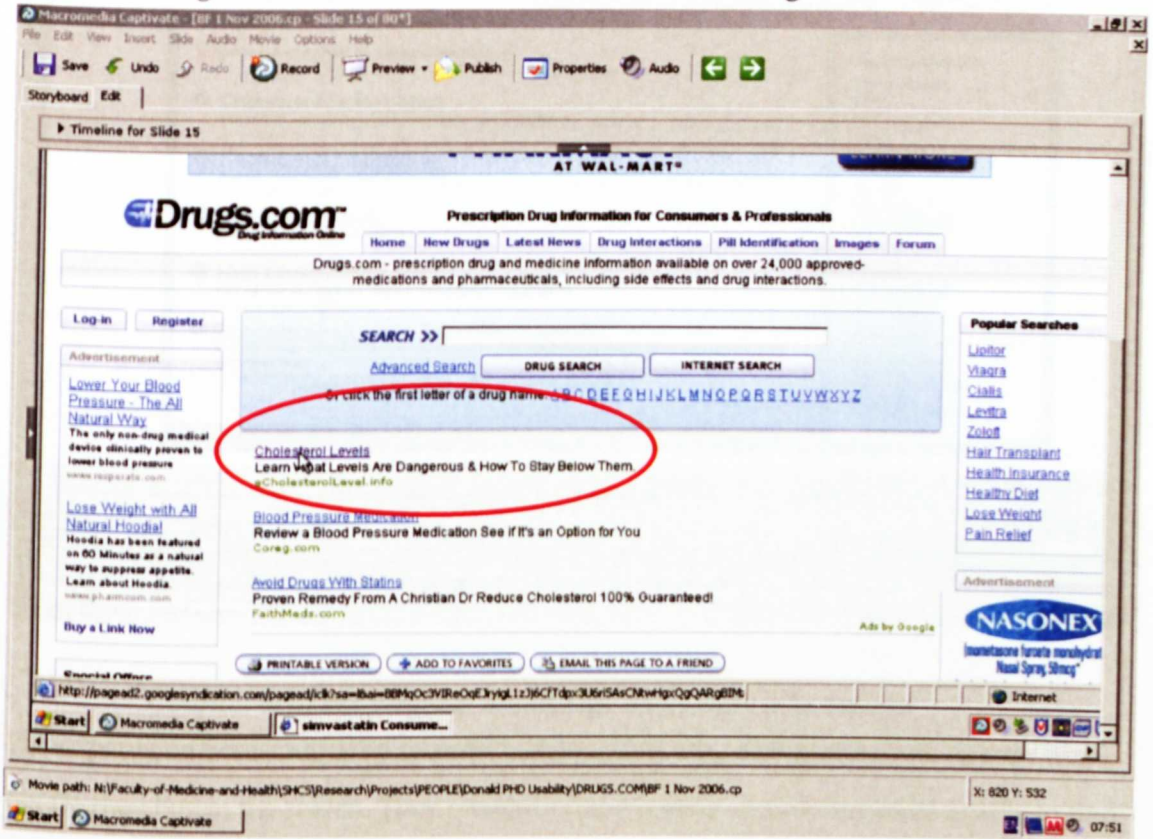 Macromedia Captivate - [BF 1 Nov 2006.cp - Slide 15 of 80*]
File Edit View Insert Slide Audio Movie Options Help
Save Undo Redo Record Preview Publish Properties Audio
Storyboard Edit
Timeline for Slide 15
AT WAL-MART®
Drugs.com™
Drug Information Online
Prescription Drug Information for Consumers & Professionals
Home New Drugs Latest News Drug Interactions Pill Identification Images Forum
Drugs.com - prescription drug and medicine information available on over 24,000 approved-
medications and pharmaceuticals, including side effects and drug interactions.
Log-in Register
Advertisement
Lower Your Blood
Pressure - The All
Natural Way
The only non-drug medical
device clinically proven to
lower blood pressure
www.resperate.com
Lose Weight with All
Natural Hoodia!
Hoodia has been featured
on 60 Minutes as a natural
way to suppress appetite.
Learn about Hoodia.
Buy a Link Now
Special Offers
SEARCH >>
Advanced Search DRUG SEARCH INTERNET SEARCH
Or click the first letter of a drug name: A B C D E F G H I J K L M N O P Q R S T U V W X Y Z
Cholesterol Levels
Learn What Levels Are Dangerous & How To Stay Below Them.
eCholesterolLevel.info
Blood Pressure Medication
Review a Blood Pressure Medication See if It's an Option for You
Coreg.com
Avoid Drugs With Statins
Proven Remedy From A Christian Dr Reduce Cholesterol 100% Guaranteed!
FaithMeds.com
Ads by Google
PRINTABLE VERSION ADD TO FAVORITES EMAIL THIS PAGE TO A FRIEND
Popular Searches
Lipitor
Viagra
Cialis
Levitra
Zoloft
Hair Transplant
Health Insurance
Healthy Diet
Lose Weight
Pain Relief
Advertisement
NASONEX
(mometasone furoate monohydrat
Nasal Spray, 50mcg*
Internet
Start Macromedia Captivate simvastatin Consume...
Movie path: N:\Faculty-of-Medicine-and-Health\SHCS\Research\Projects\PEOPLE\Donald PHD Usability\DRUGS.COM\BF 1 Nov 2006.cp
X: 820 Y: 532
Start Macromedia Captivate
07:51